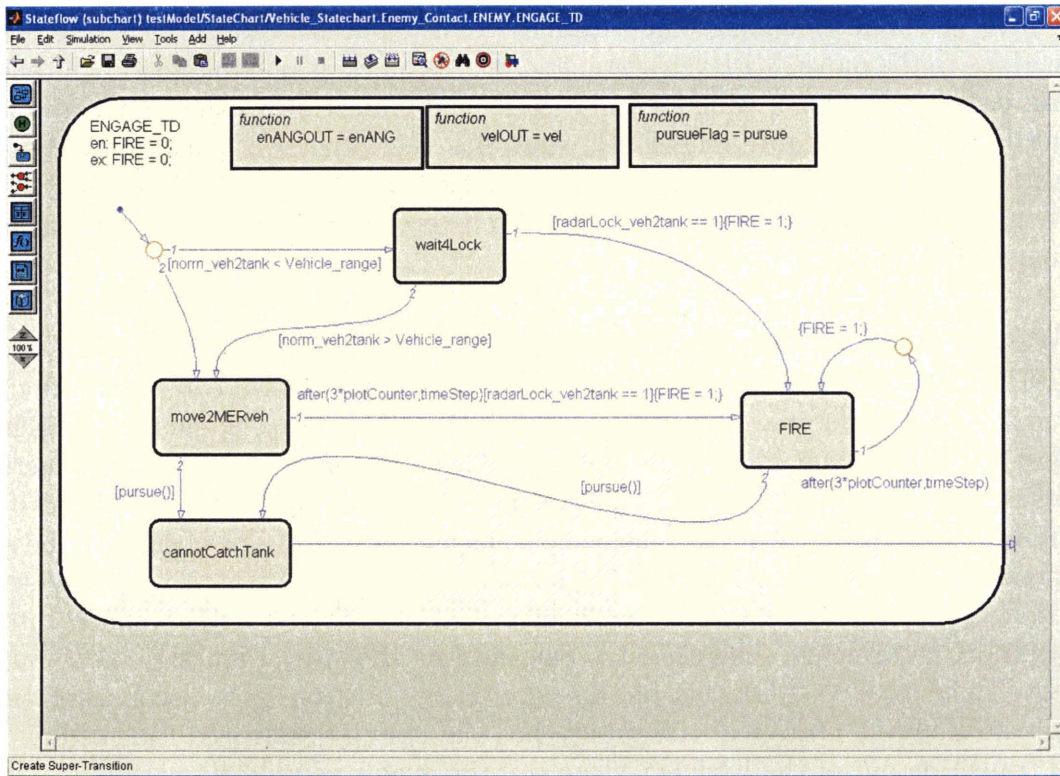 Stateflow (subchart) testModel/StateChart/Vehicle_Statechart.Enemy_Contact.ENEMY.ENGAGE_TD
File Edit Simulation View Tools Add Help
ENGAGE_TD
en: FIRE = 0;
ex: FIRE = 0;
function
enANGOUT = enANG
function
velOUT = vel
function
pursueFlag = pursue
1
[norm_veh2tank < Vehicle_range]
2
wait4Lock
1
[radarLock_veh2tank == 1]{FIRE = 1;}
2
[norm_veh2tank > Vehicle_range]
{FIRE = 1;}
100%
move2MERveh
after(3*plotCounter,timeStep)[radarLock_veh2tank == 1]{FIRE = 1;}
1
FIRE
1
after(3*plotCounter,timeStep)
2
2
[pursue()]
[pursue()]
cannotCatchTank
Create Super-Transition